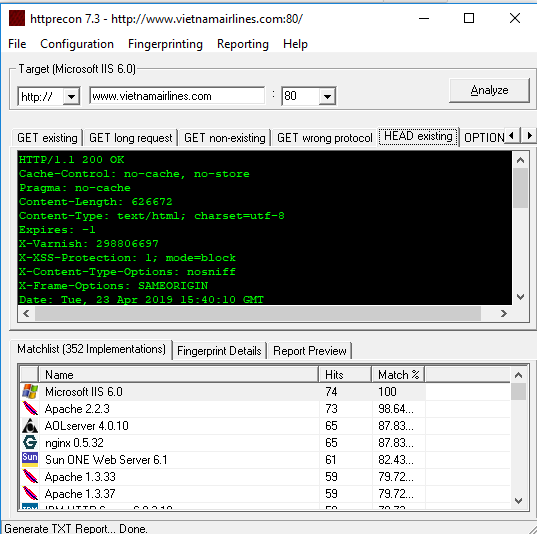 httprecon 7.3 - http://www.vietnamairlines.com:80/
File Configuration Fingerprinting Reporting Help
Target (Microsoft IIS 6.0)
http:// www.vietnamairlines.com : 80 Analyze
GET existing GET long request GET non-existing GET wrong protocol HEAD existing OPTION
HTTP/1.1 200 OK
Cache-Control: no-cache, no-store
Pragma: no-cache
Content-Length: 626672
Content-Type: text/html; charset=utf-8
Expires: -1
X-Varnish: 298806697
X-XSS-Protection: 1; mode=block
X-Content-Type-Options: nosniff
X-Frame-Options: SAMEORIGIN
Date: Tue, 23 Apr 2019 15:40:10 GMT
Matchlist (352 Implementations) Fingerprint Details Report Preview
Name Hits Match %
Microsoft IIS 6.0 74 100
Apache 2.2.3 73 98.64...
AOLserver 4.0.10 65 87.83...
nginx 0.5.32 65 87.83...
Sun Sun ONE Web Server 6.1 61 82.43...
Apache 1.3.33 59 79.72...
Apache 1.3.37 59 79.72...
Generate TXT Report... Done.